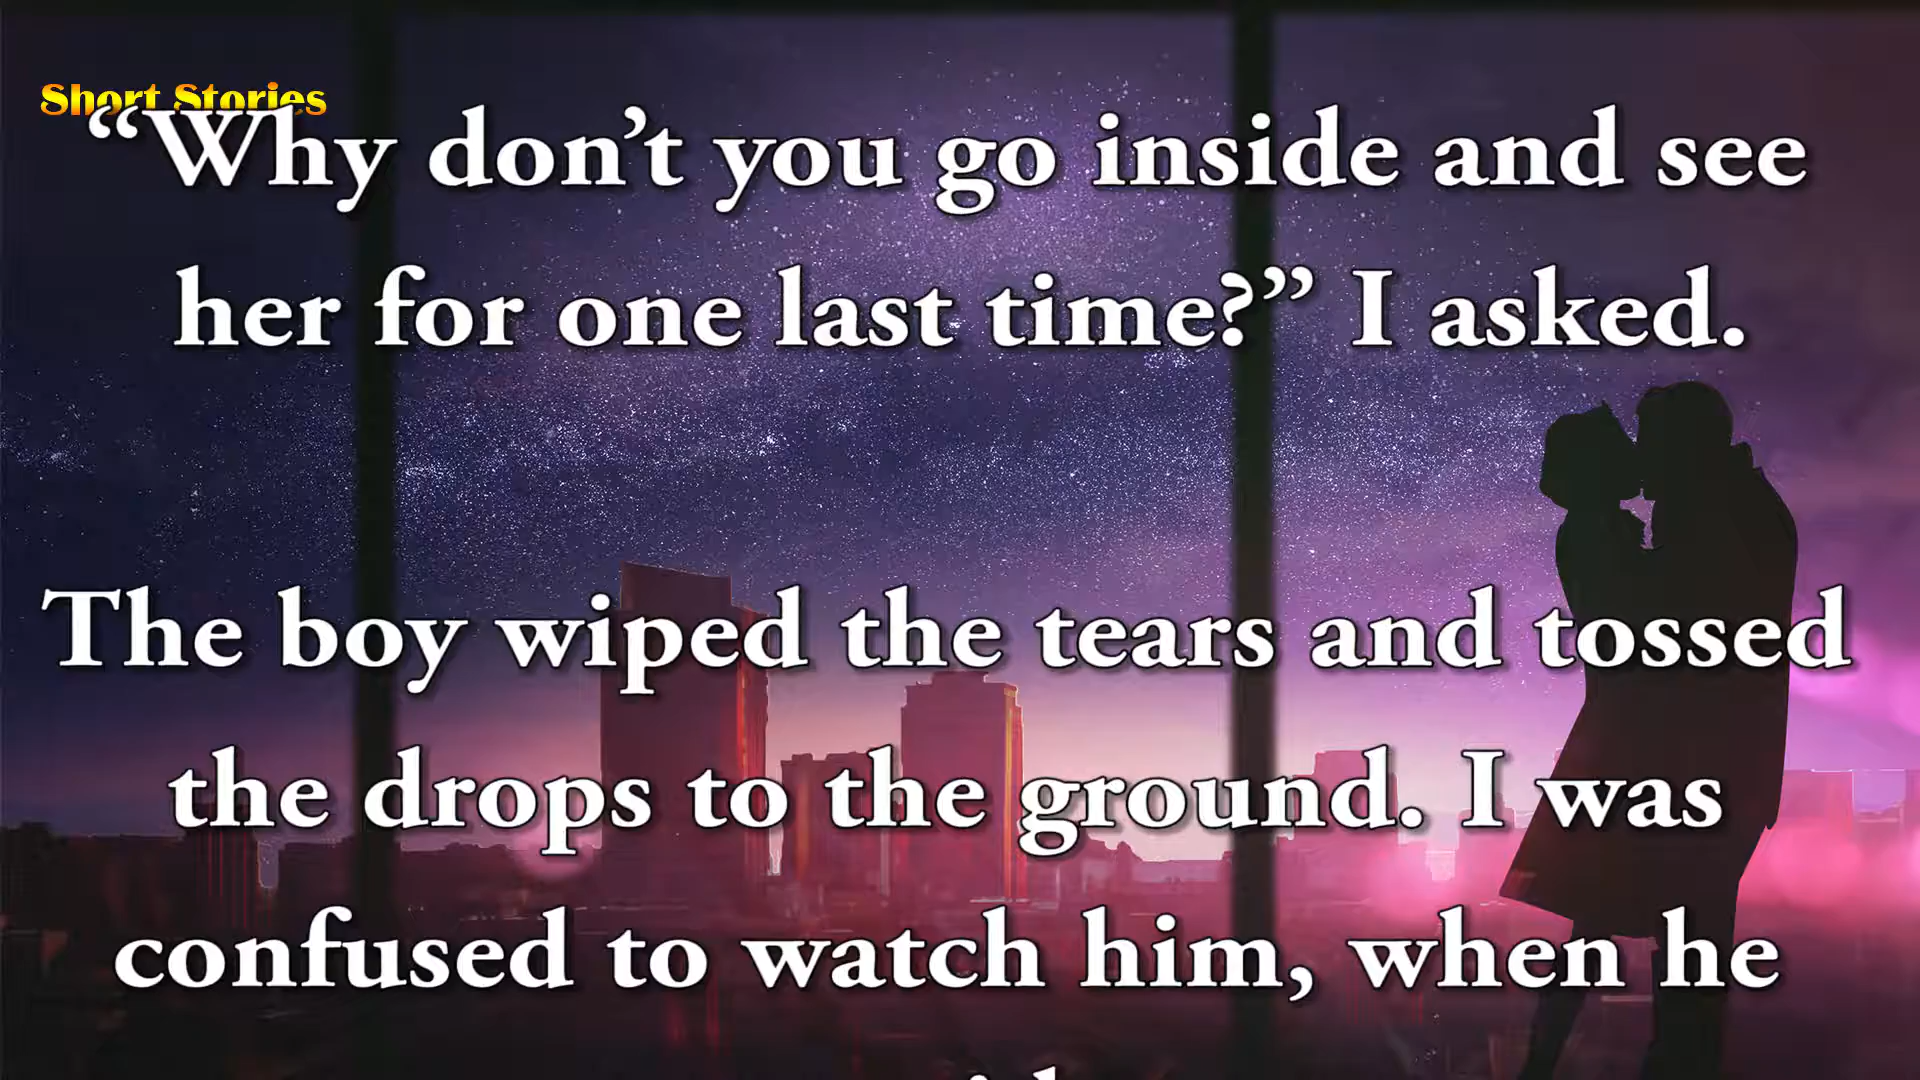 Short Stories
“Why don’t you go inside and see
her for one last time?” I asked.
The boy wiped the tears and tossed
the drops to the ground. I was
confused to watch him, when he